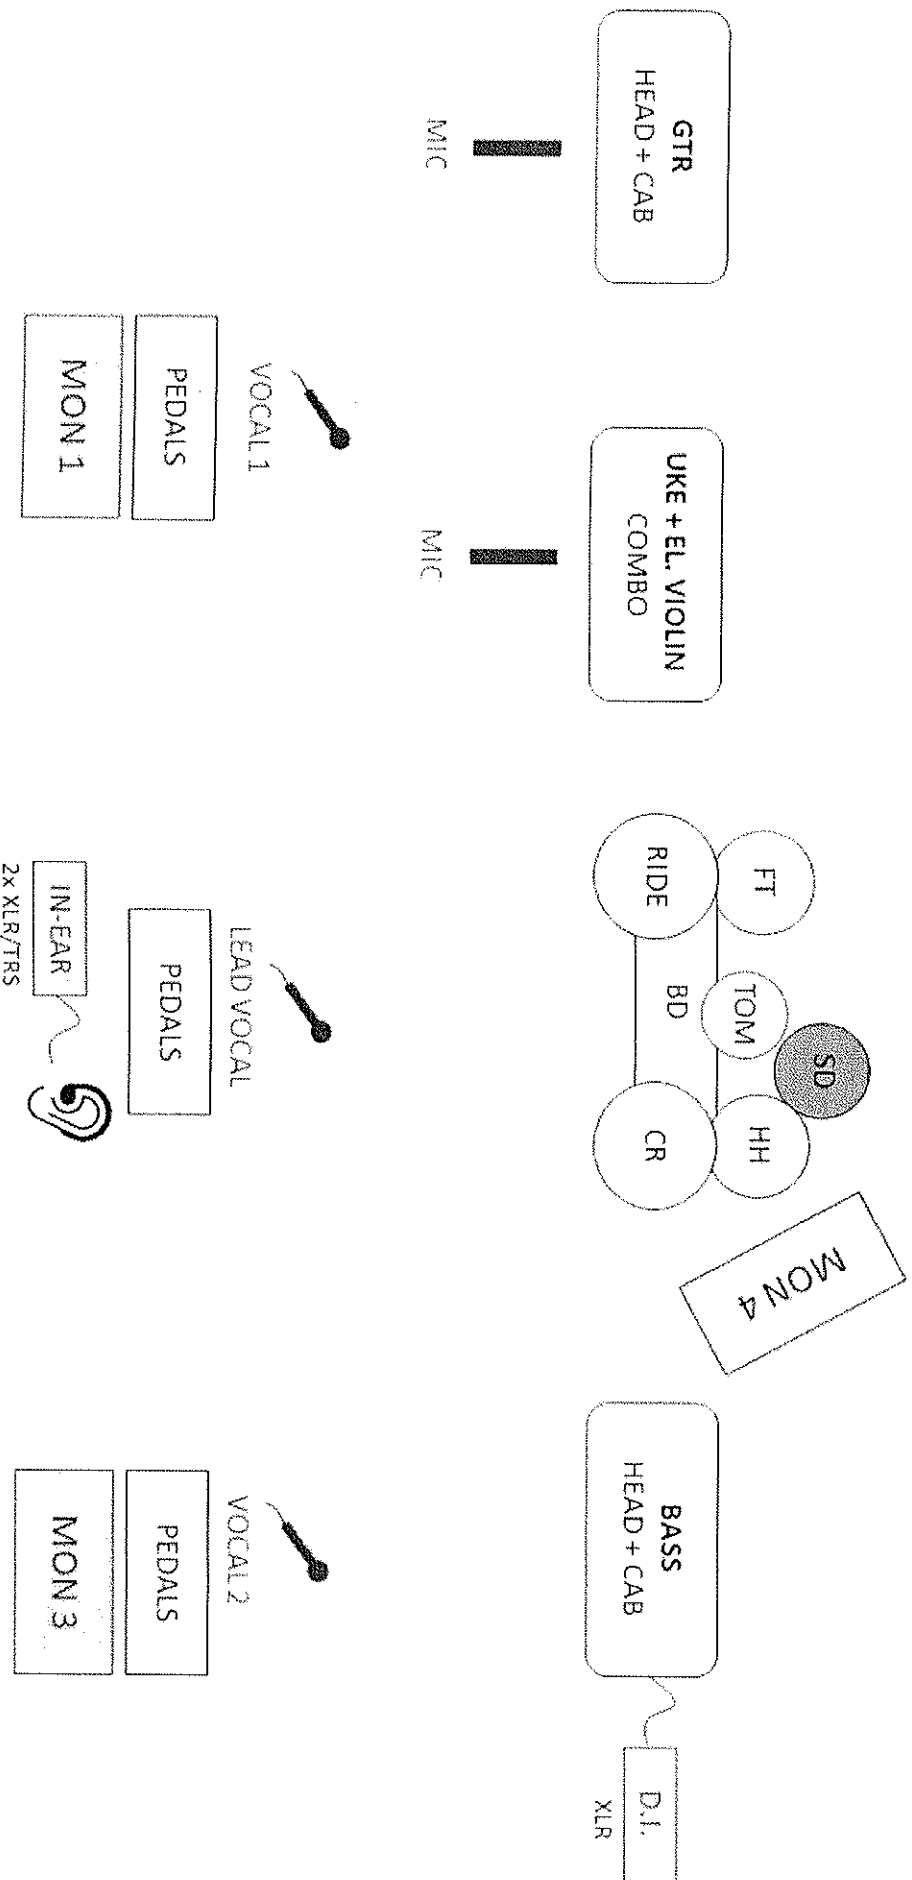 GTR
HEAD + CAB
MIC
UKE + EL. VIOLIN
COMBO
MIC
SD
FT
TOM
HH
RIDE
BD
CR
MON 4
BASS
HEAD + CAB
D.I.
XLR
VOCAL 1
PEDALS
MON 1
LEAD VOCAL
PEDALS
IN-EAR
2x XLR/TRS
VOCAL 2
PEDALS
MON 3